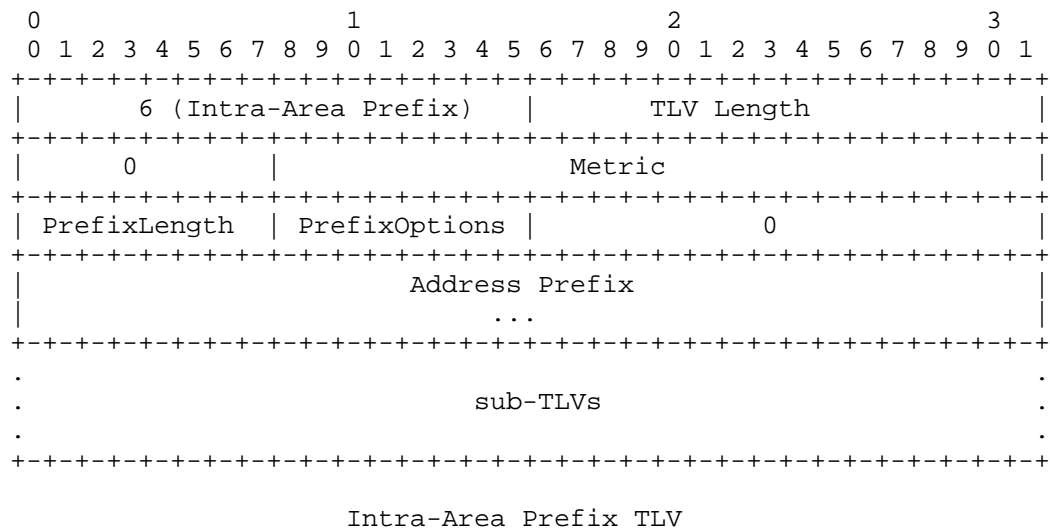 0                   1                   2                   3
 0 1 2 3 4 5 6 7 8 9 0 1 2 3 4 5 6 7 8 9 0 1 2 3 4 5 6 7 8 9 0 1
+-+-+-+-+-+-+-+-+-+-+-+-+-+-+-+-+-+-+-+-+-+-+-+-+-+-+-+-+-+-+-+-+
|       6 (Intra-Area Prefix)   |       TLV Length              |
+-+-+-+-+-+-+-+-+-+-+-+-+-+-+-+-+-+-+-+-+-+-+-+-+-+-+-+-+-+-+-+-+
|      0        |                  Metric                       |
+-+-+-+-+-+-+-+-+-+-+-+-+-+-+-+-+-+-+-+-+-+-+-+-+-+-+-+-+-+-+-+-+
| PrefixLength  | PrefixOptions |              0                |
+-+-+-+-+-+-+-+-+-+-+-+-+-+-+-+-+-+-+-+-+-+-+-+-+-+-+-+-+-+-+-+-+
|                        Address Prefix                         |
|                             ...                               |
+-+-+-+-+-+-+-+-+-+-+-+-+-+-+-+-+-+-+-+-+-+-+-+-+-+-+-+-+-+-+-+-+
.                                                               .
.                            sub-TLVs                           .
.                                                               .
+-+-+-+-+-+-+-+-+-+-+-+-+-+-+-+-+-+-+-+-+-+-+-+-+-+-+-+-+-+-+-+-+
Intra-Area Prefix TLV